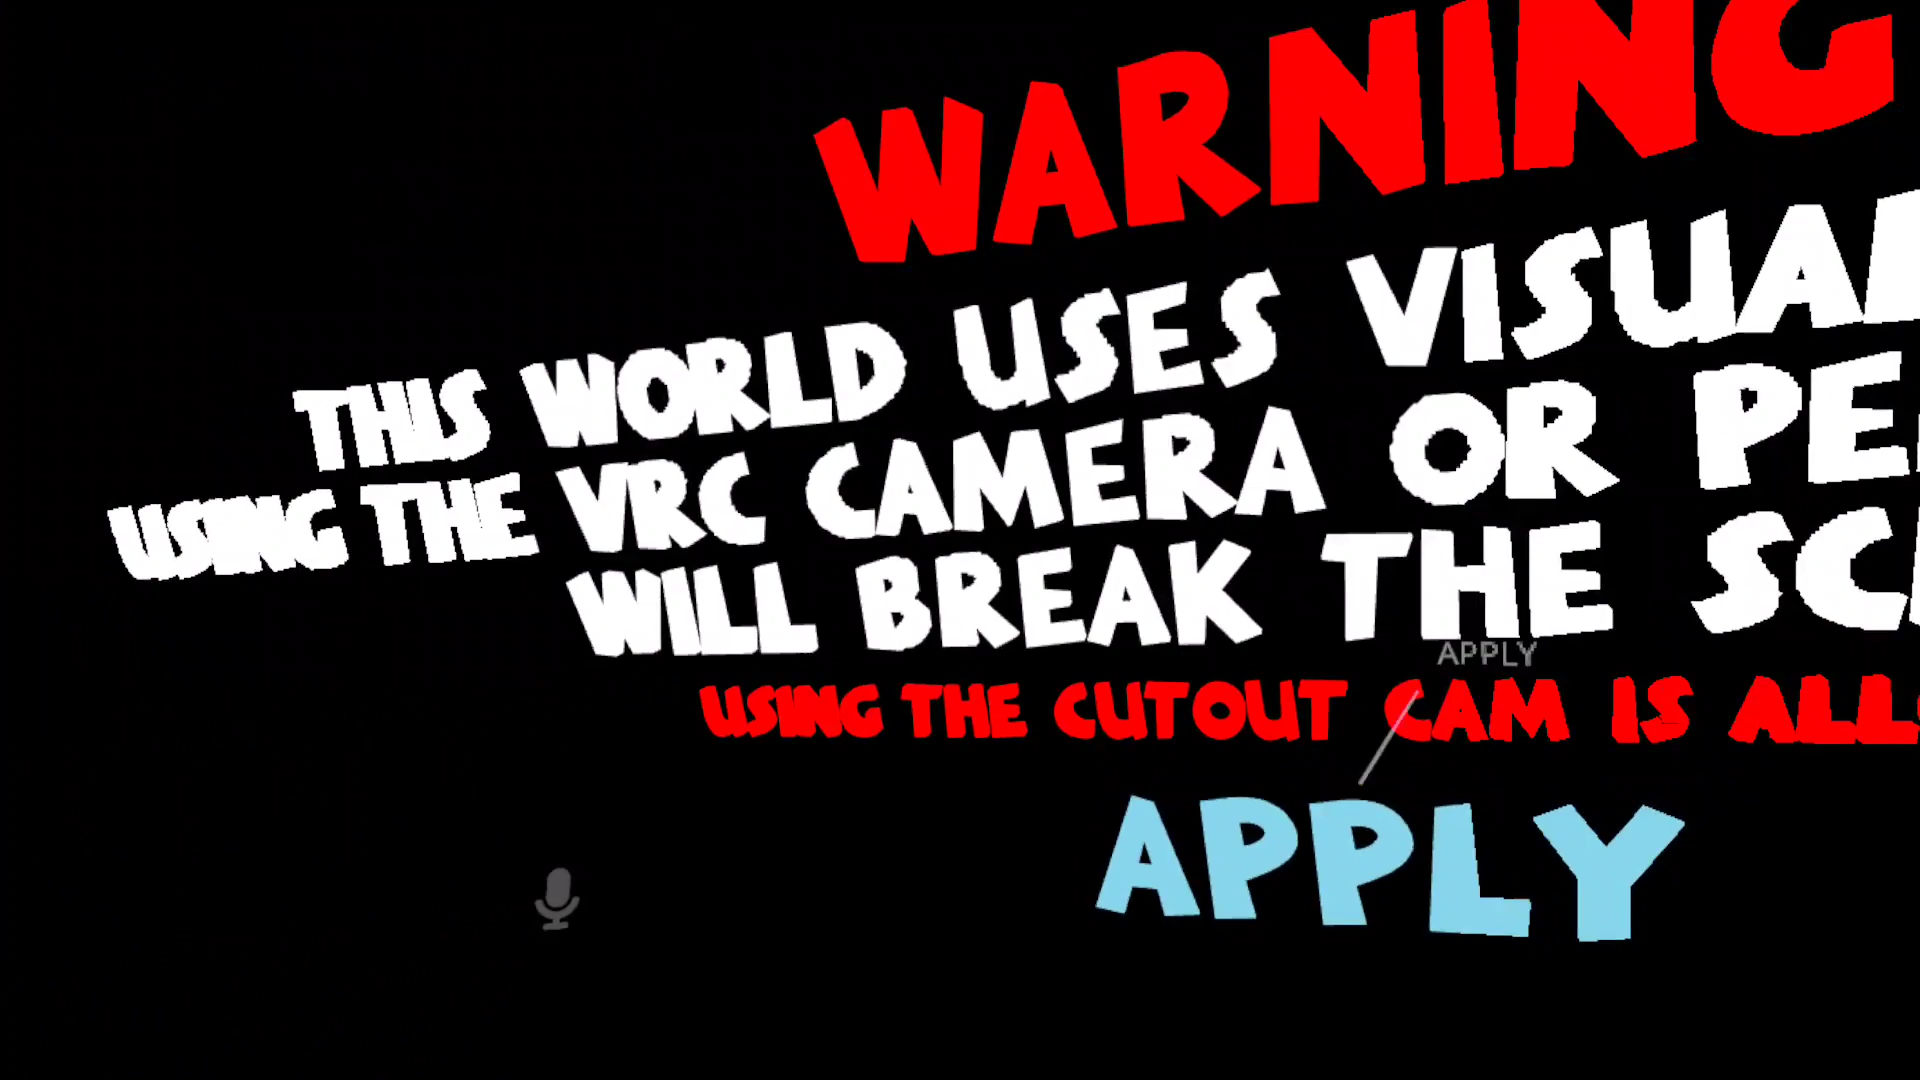 WARNING
THIS WORLD USES
USING THE VRC CAMERA OR
WILL BREAK THE
APPLY
USING THE CUTOUT CAM IS
APPLY